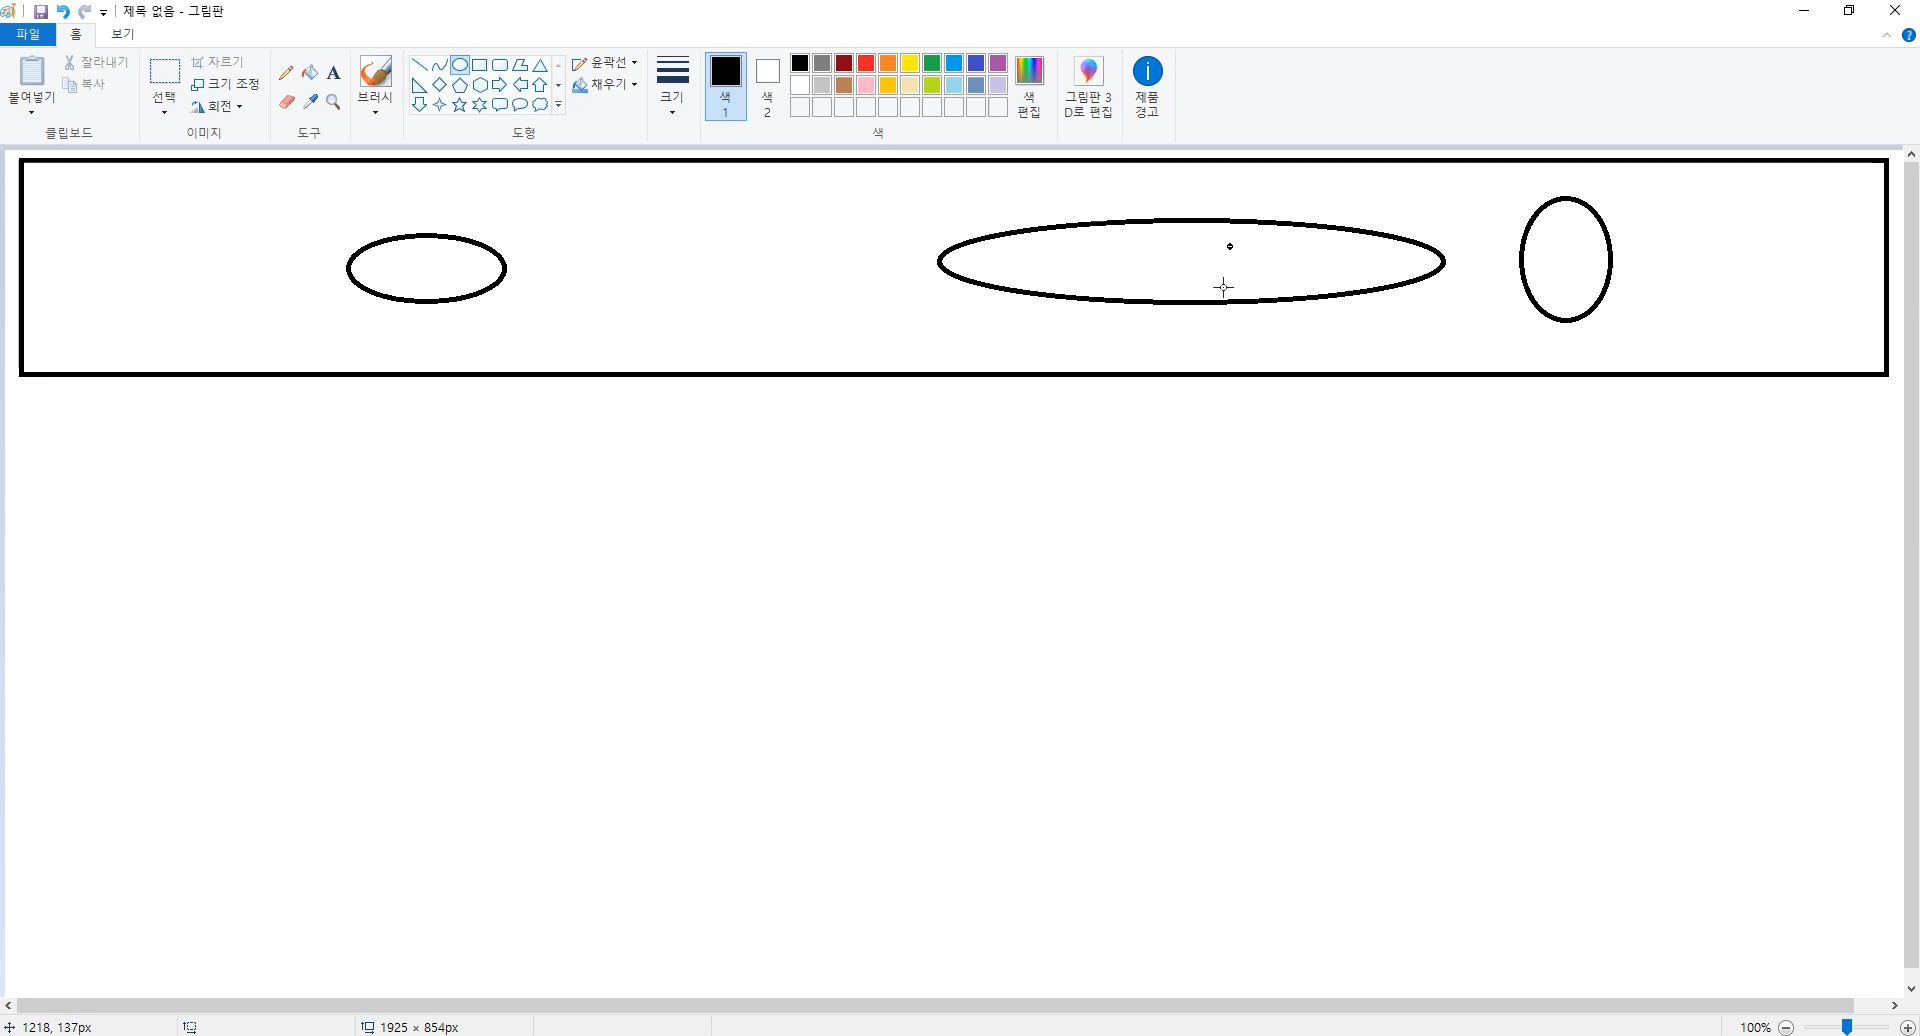 제목 없음 - 그림판
파일 홈 보기
붙여넣기
잘라내기
복사
클립보드
선택
자르기
크기 조정
회전
이미지
A
도구
브러시
윤곽선
채우기
도형
크기
색
1
색
2
색
편집
색
그림판 3
D로 편집
제품
경고
1218, 137px
1925 × 854px
100%